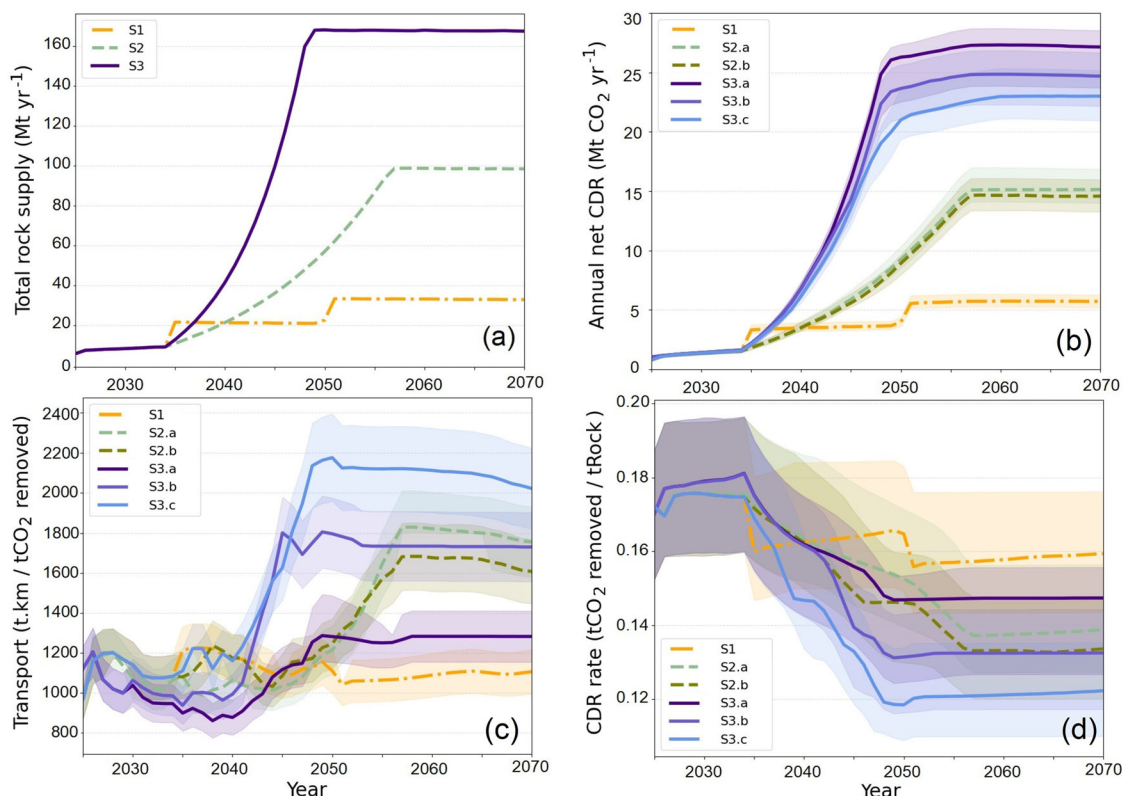 Total rock supply (Mt yr⁻¹)
160
140
120
100
80
60
40
20
0
S1
S2
S3
(a)
2030
2040
2050
2060
2070
Annual net CDR (Mt CO₂ yr⁻¹)
30
25
20
15
10
5
0
S1
S2.a
S2.b
S3.a
S3.b
S3.c
(b)
2030
2040
2050
2060
2070
Transport (t.km / tCO₂ removed)
2400
2200
2000
1800
1600
1400
1200
1000
800
S1
S2.a
S2.b
S3.a
S3.b
S3.c
(c)
2030
2040
2050
2060
2070
Year
CDR rate (tCO₂ removed / tRock)
0.20
0.18
0.16
0.14
0.12
S1
S2.a
S2.b
S3.a
S3.b
S3.c
(d)
2030
2040
2050
2060
2070
Year